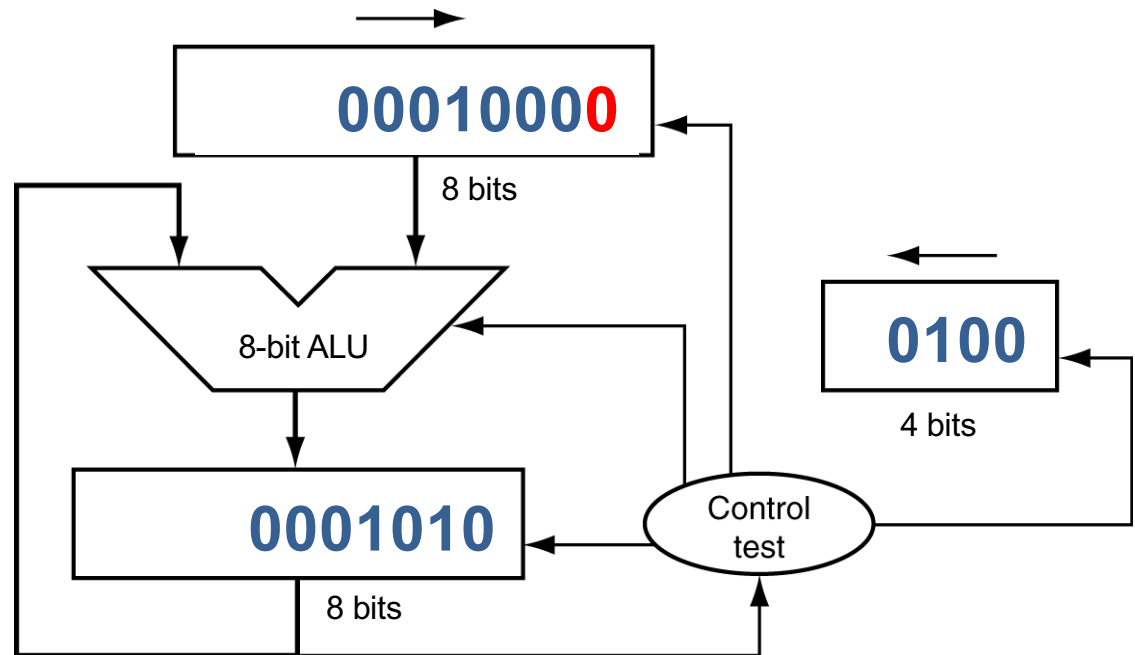 00010000
8 bits
8-bit ALU
0100
4 bits
0001010
Control
test
8 bits